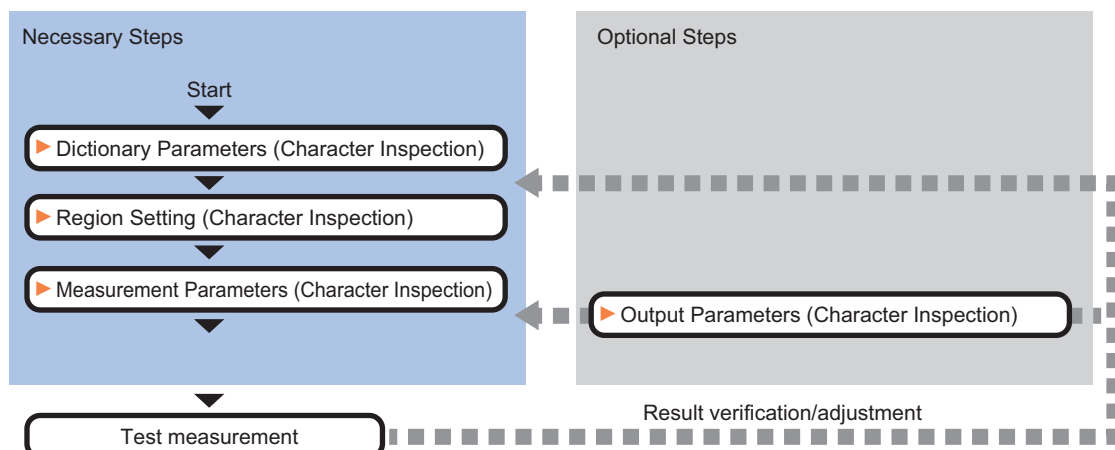 Necessary Steps
Start
Dictionary Parameters (Character Inspection)
Region Setting (Character Inspection)
Measurement Parameters (Character Inspection)
Optional Steps
Output Parameters (Character Inspection)
Result verification/adjustment
Test measurement